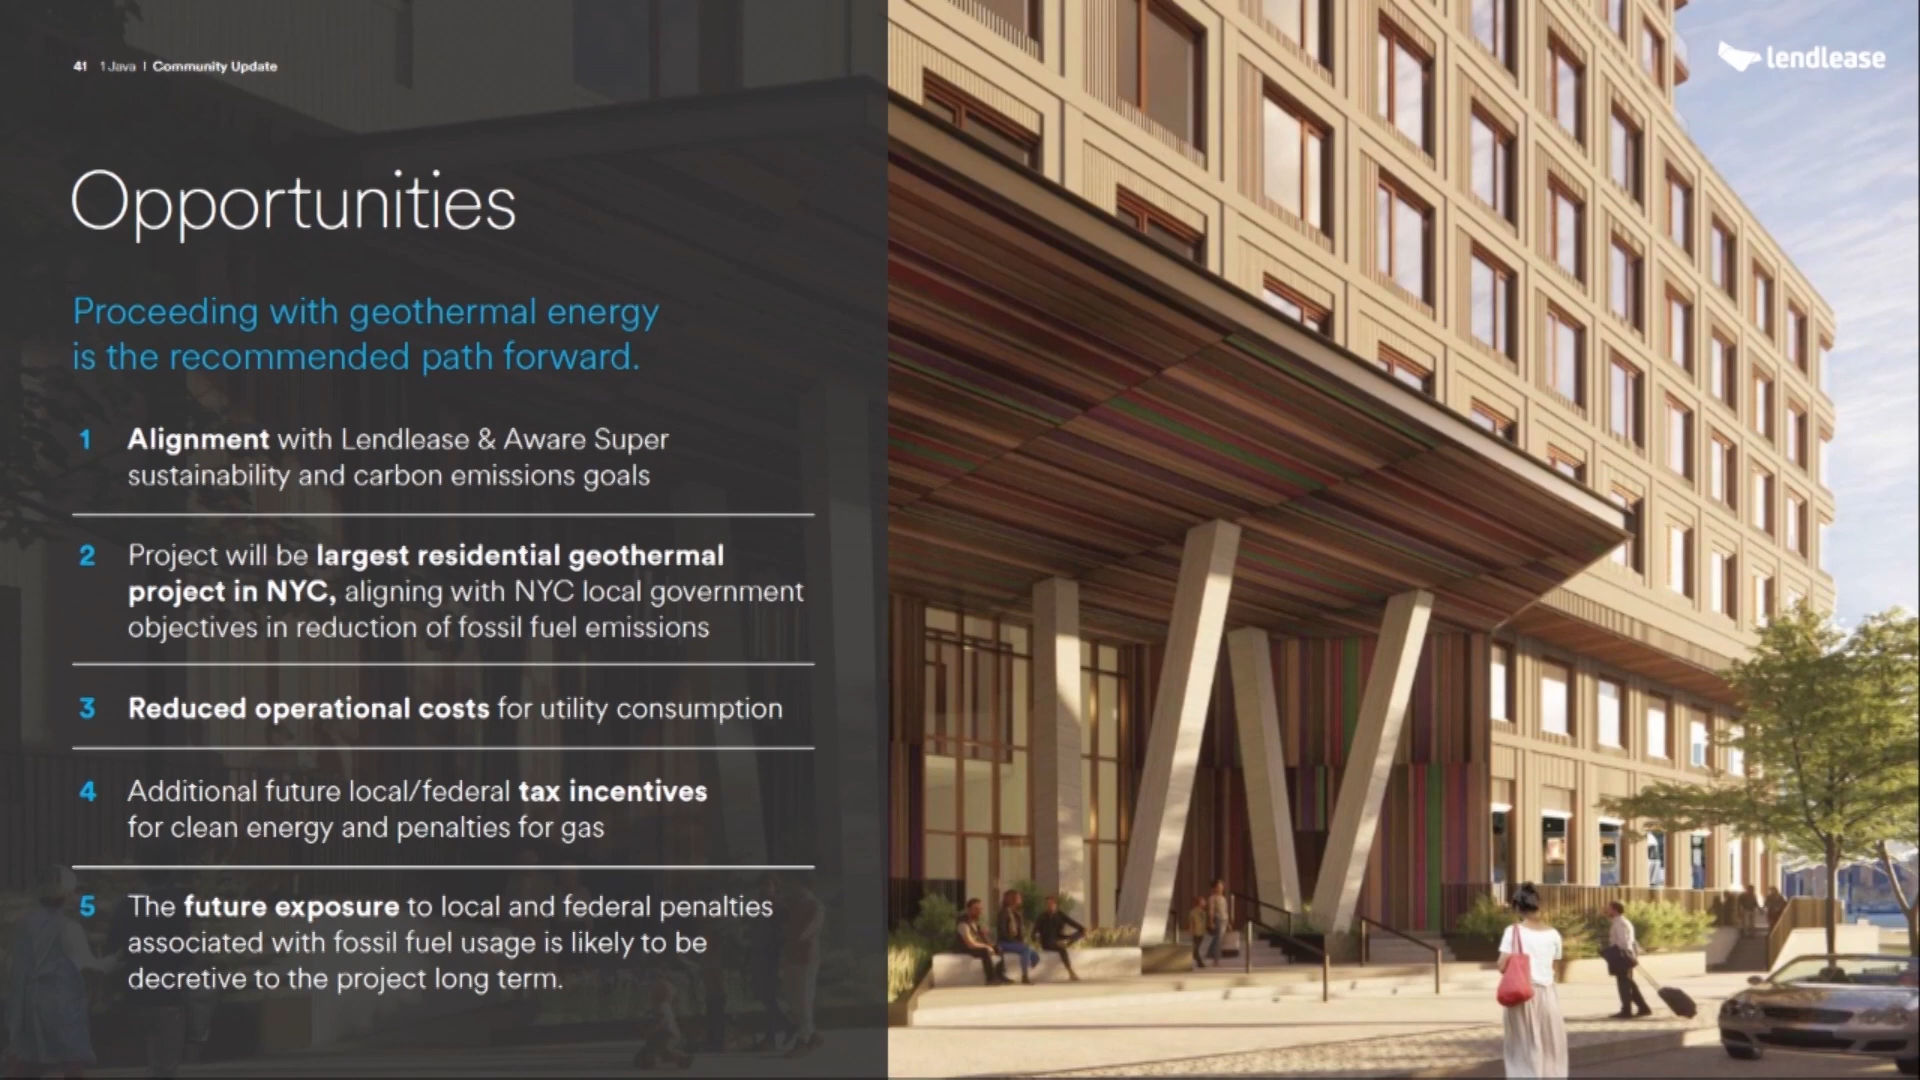 41 1 Java | Community Update
lendlease
Opportunities
Proceeding with geothermal energy
is the recommended path forward.
1 Alignment with Lendlease & Aware Super
sustainability and carbon emissions goals
2 Project will be largest residential geothermal
project in NYC, aligning with NYC local government
objectives in reduction of fossil fuel emissions
3 Reduced operational costs for utility consumption
4 Additional future local/federal tax incentives
for clean energy and penalties for gas
5 The future exposure to local and federal penalties
associated with fossil fuel usage is likely to be
decretive to the project long term.